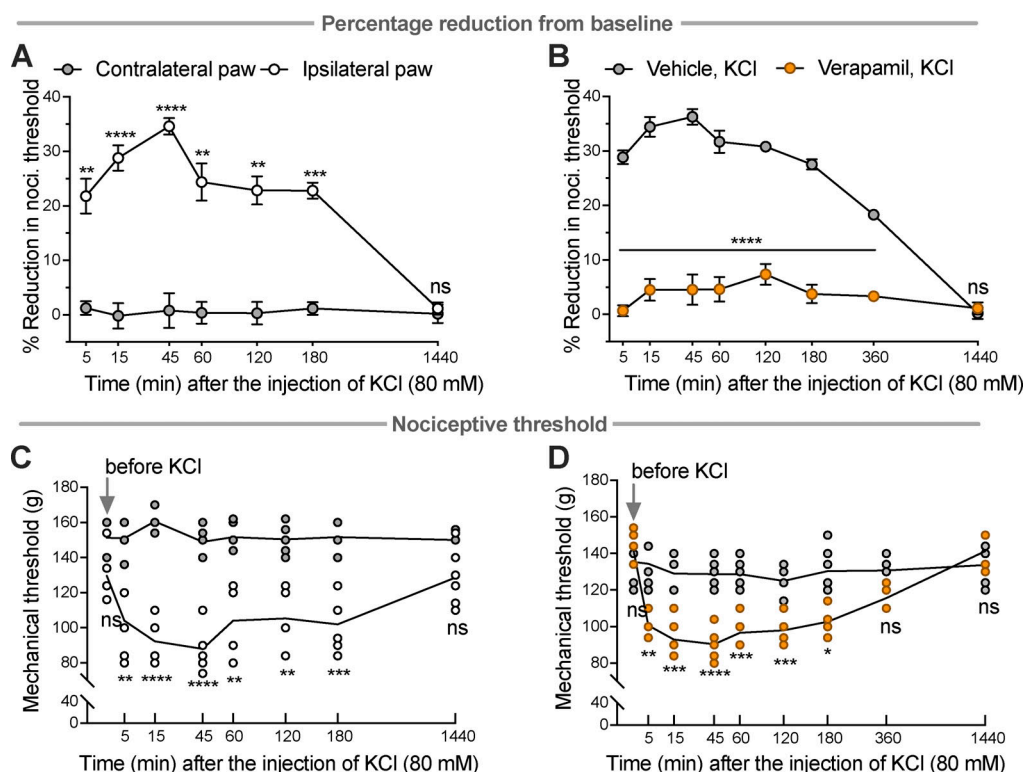 Percentage reduction from baseline
A
Contralateral paw
Ipsilateral paw
% Reduction in noci. threshold
40
30
20
10
0
**
****
****
**
**
***
ns
5
15
45
60
120
180
1440
Time (min) after the injection of KCl (80 mM)
B
Vehicle, KCl
Verapamil, KCl
% Reduction in noci. threshold
40
30
20
10
0
****
ns
5
15
45
60
120
180
360
1440
Time (min) after the injection of KCl (80 mM)
Nociceptive threshold
C
before KCl
Mechanical threshold (g)
180
160
140
120
100
80
40
0
ns
**
****
****
**
**
***
ns
5
15
45
60
120
180
1440
Time (min) after the injection of KCl (80 mM)
D
before KCl
Mechanical threshold (g)
180
160
140
120
100
80
40
0
ns
**
***
****
***
***
*
ns
ns
5
15
45
60
120
180
360
1440
Time (min) after the injection of KCl (80 mM)